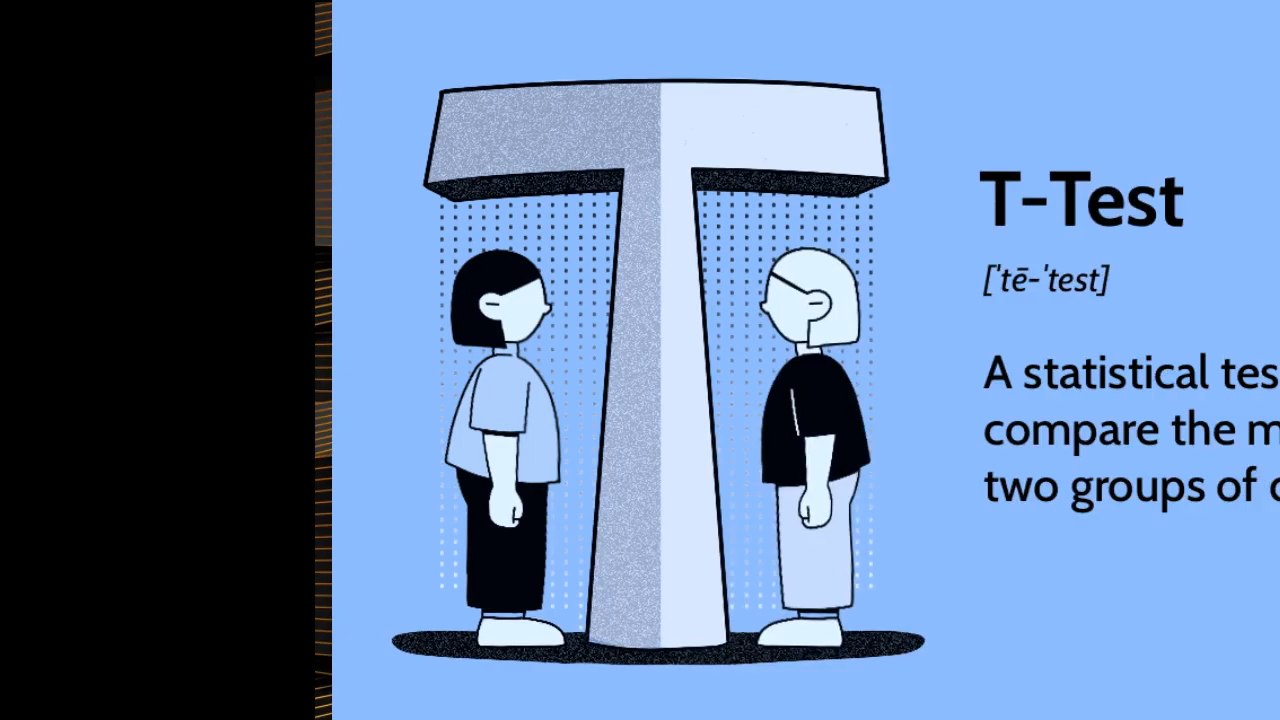 T-Test
['tē-'test]
A statistical tes
compare the m
two groups of